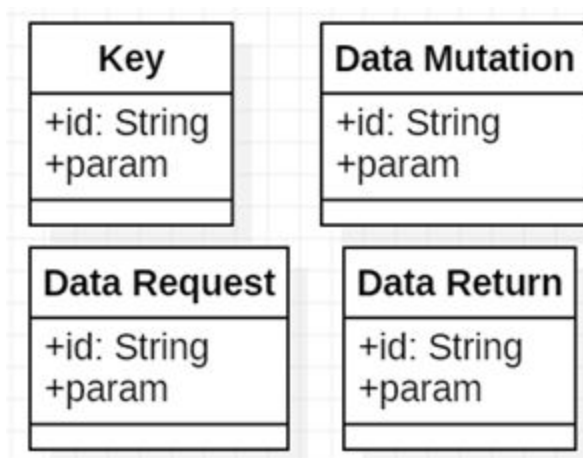 Key
+id: String
+param
Data Mutation
+id: String
+param
Data Request
+id: String
+param
Data Return
+id: String
+param